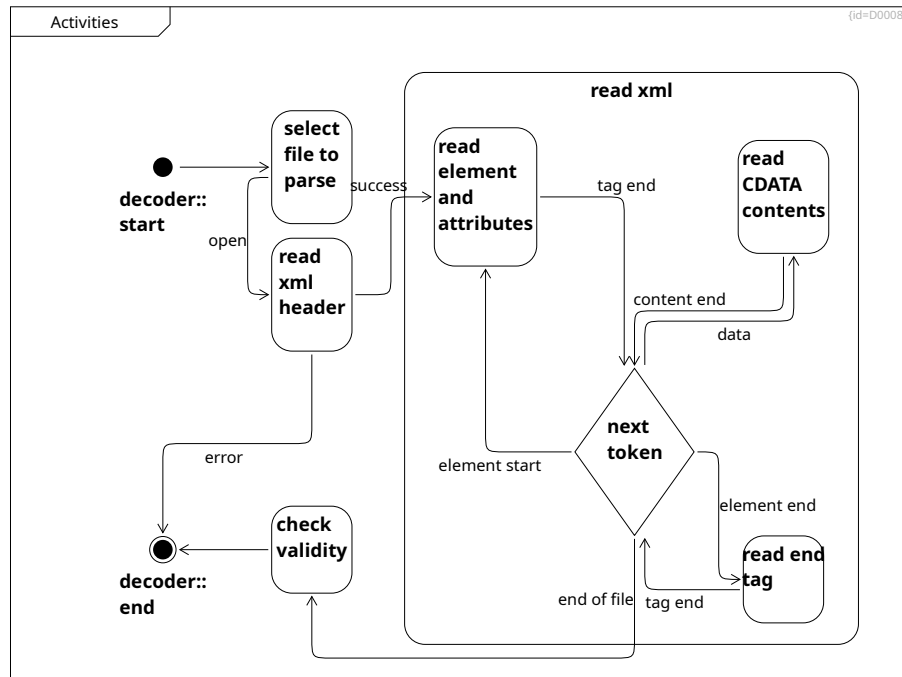 Activities
{id=D0008
read xml
select
file to
parse
read
element
and
attributes
read
CDATA
contents
decoder::
start
success
tag end
open
read
xml
header
content end
data
next
token
error
element start
element end
check
validity
read end
tag
decoder::
end
end of file
tag end